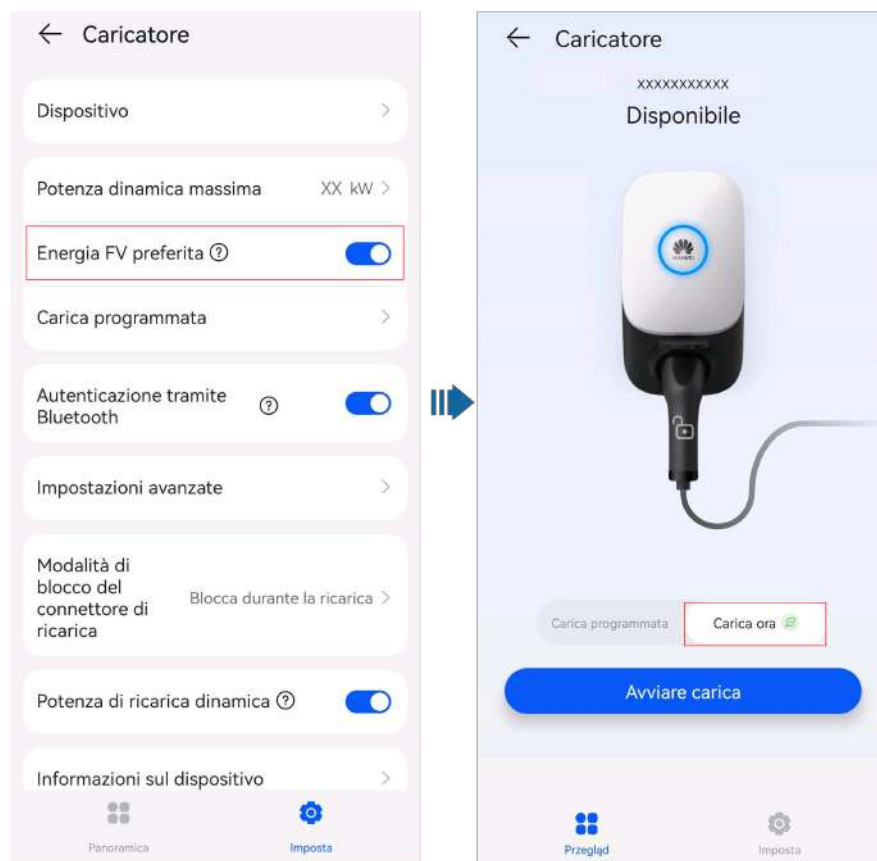 Caricatore
Dispositivo
Potenza dinamica massima XX kW
Energia FV preferita
Carica programmata
Autenticazione tramite
Bluetooth
Impostazioni avanzate
Modalità di
blocco del
connettore di
ricarica
Blocca durante la ricarica
Potenza di ricarica dinamica
Informazioni sul dispositivo
Panoramica Imposta
Caricatore
xxxxxxxxxxx
Disponibile
HUAWEI
Carica programmata Carica ora
Avviare carica
Przegląd Imposta